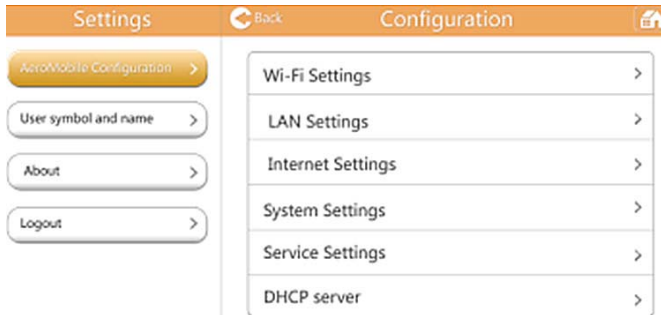 Settings
AeroMobile Configuration
User symbol and name
About
Logout
Back
Configuration
Wi-Fi Settings
LAN Settings
Internet Settings
System Settings
Service Settings
DHCP server